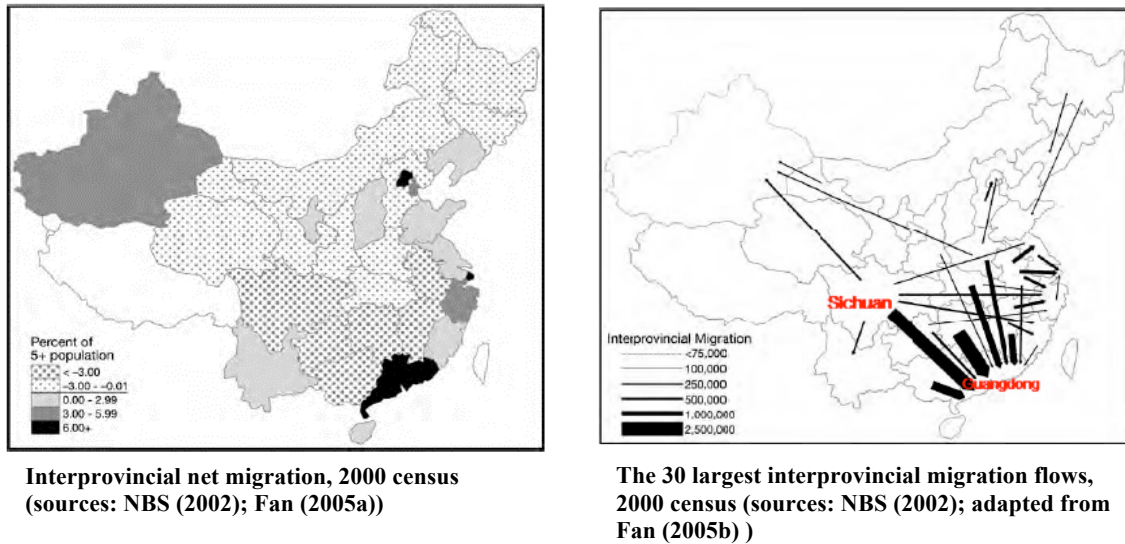 Percent of
5+ population
< -3.00
-3.00 - -0.01
0.00 - 2.99
3.00 - 5.99
6.00+
Interprovincial net migration, 2000 census
(sources: NBS (2002); Fan (2005a))
Sichuan
Guangdong
Interprovincial Migration
<75,000
100,000
250,000
500,000
1,000,000
2,500,000
The 30 largest interprovincial migration flows,
2000 census (sources: NBS (2002); adapted from
Fan (2005b) )